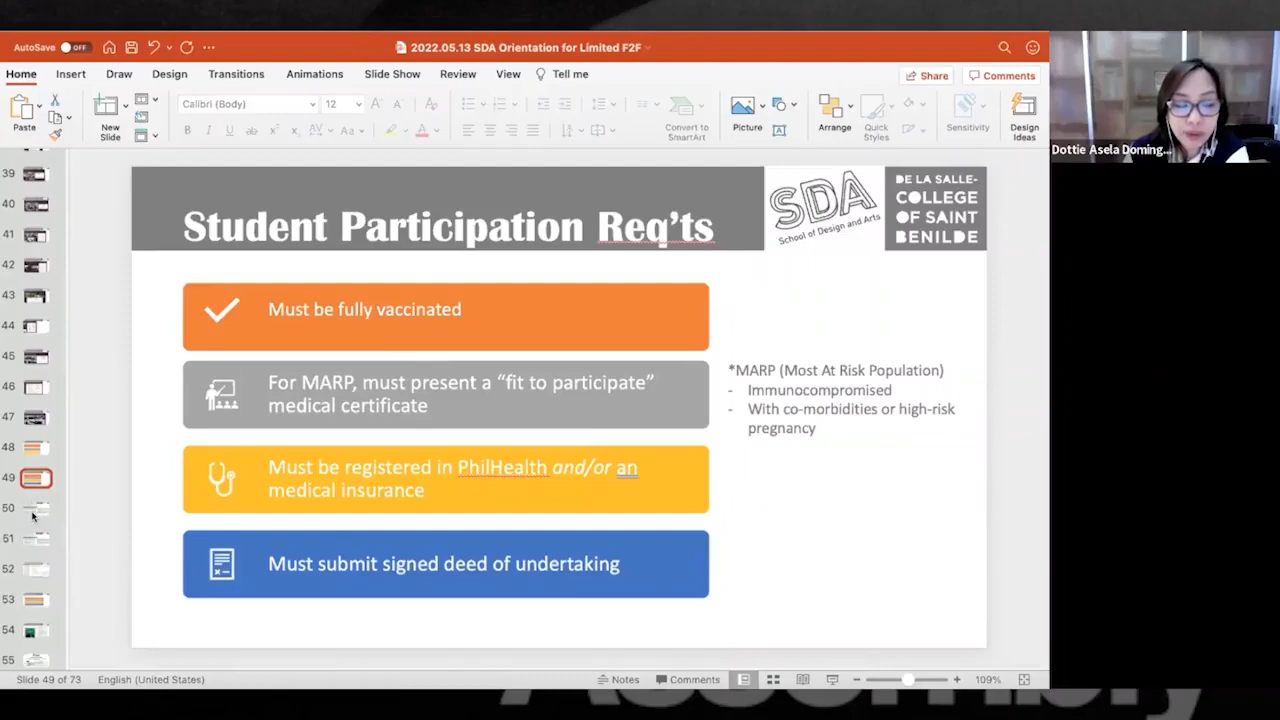 AutoSave OFF
2022.05.13 SDA Orientation for Limited F2F
Home Insert Draw Design Transitions Animations Slide Show Review View Tell me
Share Comments
Paste
New
Slide
Calibri (Body) 12
Convert to
SmartArt
Picture
Arrange
Quick
Styles
Sensitivity
Design
Ideas
Dottie Asela Doming...
39
40
41
42
43
44
45
46
47
48
49
50
51
52
53
54
55
Student Participation Req'ts
SDA
School of Design and Arts
DE LA SALLE-
COLLEGE
OF SAINT
BENILDE
Must be fully vaccinated
For MARP, must present a “fit to participate”
medical certificate
Must be registered in PhilHealth and/or an
medical insurance
Must submit signed deed of undertaking
*MARP (Most At Risk Population)
- Immunocompromised
- With co-morbidities or high-risk
pregnancy
Slide 49 of 73 English (United States)
Notes Comments 109%
Assembly